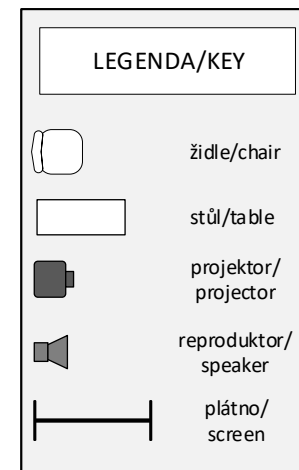 LEGENDA/KEY
židle/chair
stůl/table
projektor/
projector
reproduktor/
speaker
plátno/
screen